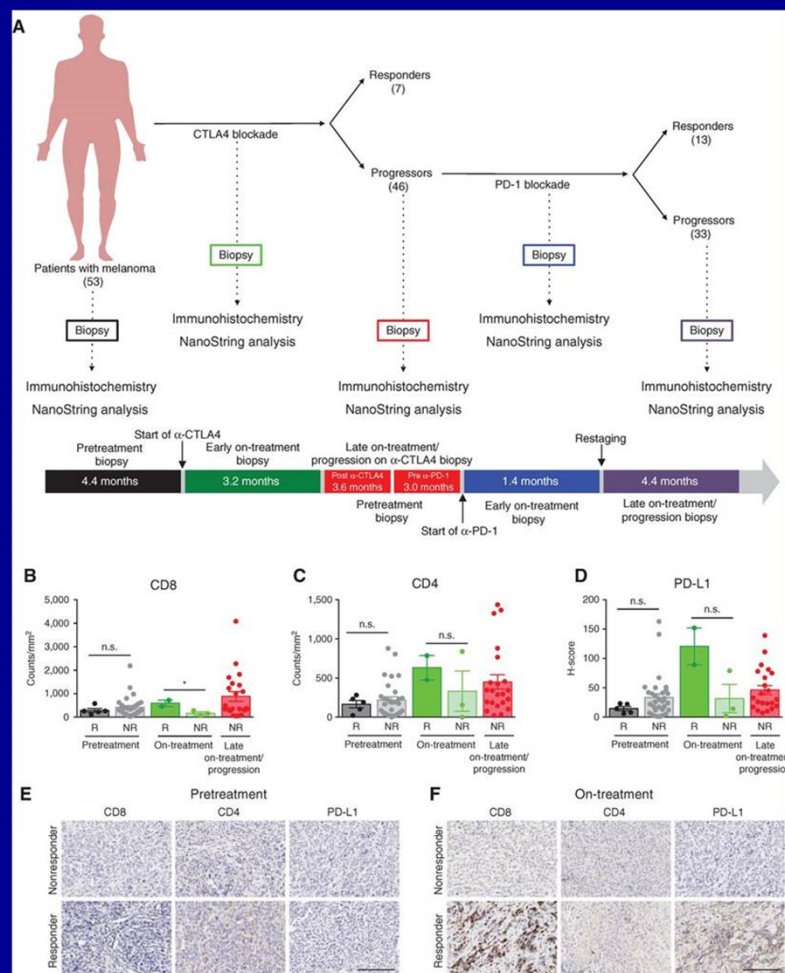 A
Responders
(7)
CTLA4 blockade
Responders
(13)
Progressors
(46)
PD-1 blockade
Progressors
(33)
Biopsy
Biopsy
Patients with melanoma
(53)
Immunohistochemistry
NanoString analysis
Immunohistochemistry
NanoString analysis
Biopsy
Biopsy
Biopsy
Immunohistochemistry
NanoString analysis
Immunohistochemistry
NanoString analysis
Immunohistochemistry
NanoString analysis
Start of α-CTLA4
Restaging
Pretreatment
biopsy
Early on-treatment
biopsy
Late on-treatment/
progression on α-CTLA4 biopsy
4.4 months
3.2 months
Post α-CTLA4
3.6 months
Pre α-PD-1
3.0 months
1.4 months
4.4 months
Pretreatment
biopsy
Start of α-PD-1
Early on-treatment
biopsy
Late on-treatment/
progression biopsy
B
CD8
Counts/mm²
5,000
4,000
3,000
2,000
1,000
0
n.s.
*
R NR R NR NR
Pretreatment On-treatment Late
on-treatment/
progression
C
CD4
Counts/mm²
1,500
1,000
500
0
n.s.
n.s.
R NR R NR NR
Pretreatment On-treatment Late
on-treatment/
progression
D
PD-L1
H-score
200
150
100
50
0
n.s.
n.s.
R NR R NR NR
Pretreatment On-treatment Late
on-treatment/
progression
E
Pretreatment
CD8 CD4 PD-L1
Nonresponder
Responder
F
On-treatment
CD8 CD4 PD-L1
Nonresponder
Responder